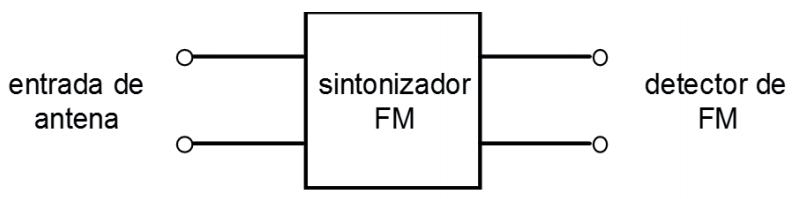 entrada de
antena
sintonizador
FM
detector de
FM